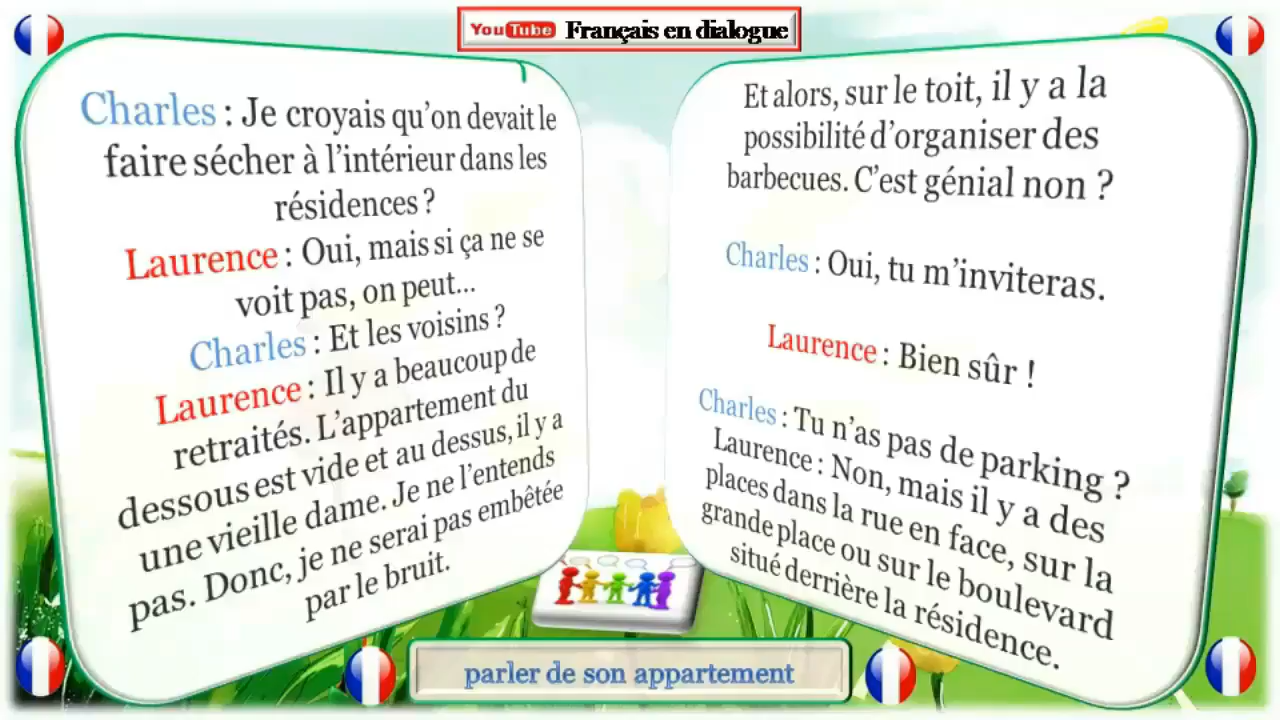 YouTube Français en dialogue
Charles : Je croyais qu'on devait le
faire sécher à l'intérieur dans les
résidences ?
Laurence : Oui, mais si ça ne se
voit pas, on peut...
Charles : Et les voisins ?
Laurence : Il y a beaucoup de
retraités. L'appartement du
dessous est vide et au dessus, il y a
une vieille dame. Je ne l'entends
pas. Donc, je ne serai pas embêtée
par le bruit.
Et alors, sur le toit, il y a la
possibilité d'organiser des
barbecues. C'est génial non ?
Charles : Oui, tu m'inviteras.
Laurence : Bien sûr !
Charles : Tu n'as pas de parking ?
Laurence : Non, mais il y a des
places dans la rue en face, sur la
grande place ou sur le boulevard
situé derrière la résidence.
parler de son appartement